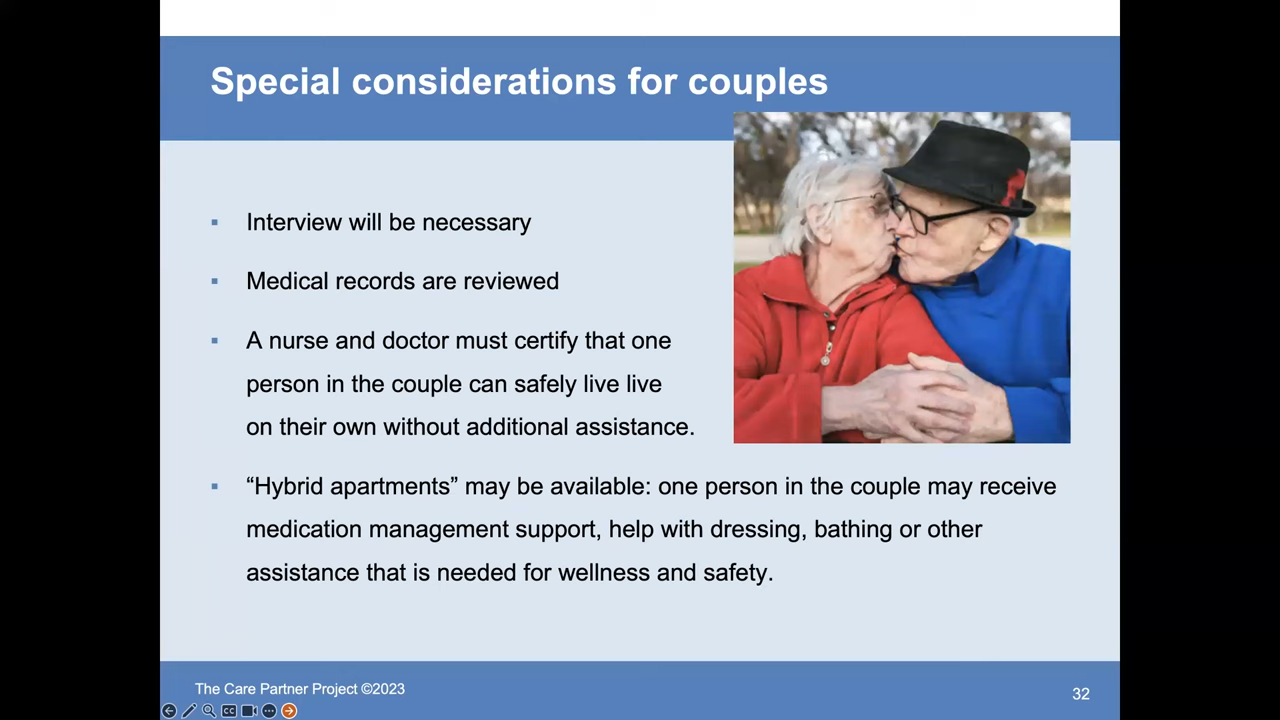 Special considerations for couples
▪ Interview will be necessary
▪ Medical records are reviewed
▪ A nurse and doctor must certify that one
person in the couple can safely live live
on their own without additional assistance.
▪ “Hybrid apartments” may be available: one person in the couple may receive
medication management support, help with dressing, bathing or other
assistance that is needed for wellness and safety.
The Care Partner Project ©2023
32
CC